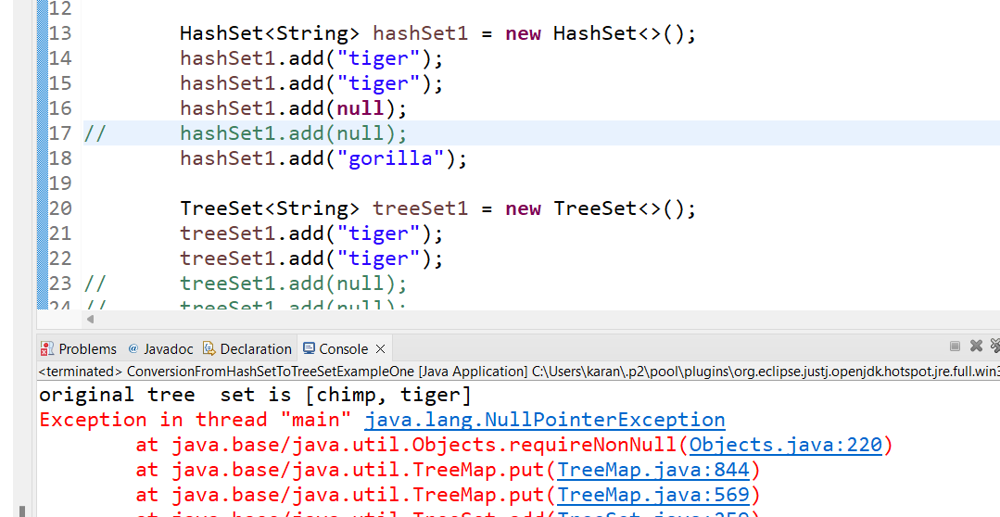 12
13 HashSet<String> hashSet1 = new HashSet<>();
14 hashSet1.add("tiger");
15 hashSet1.add("tiger");
16 hashSet1.add(null);
17 // hashSet1.add(null);
18 hashSet1.add("gorilla");
19
20 TreeSet<String> treeSet1 = new TreeSet<>();
21 treeSet1.add("tiger");
22 treeSet1.add("tiger");
23 // treeSet1.add(null);
24 // treeSet1.add(null);
Problems @ Javadoc Declaration Console
<terminated> ConversionFromHashSetToTreeSetExampleOne [Java Application] C:\Users\karan\.p2\pool\plugins\org.eclipse.justj.openjdk.hotspot.jre.full.win3
original tree  set is [chimp, tiger]
Exception in thread "main" java.lang.NullPointerException
at java.base/java.util.Objects.requireNonNull(Objects.java:220)
at java.base/java.util.TreeMap.put(TreeMap.java:844)
at java.base/java.util.TreeMap.put(TreeMap.java:569)
at java.base/java.util.TreeSet.add(TreeSet.java:259)